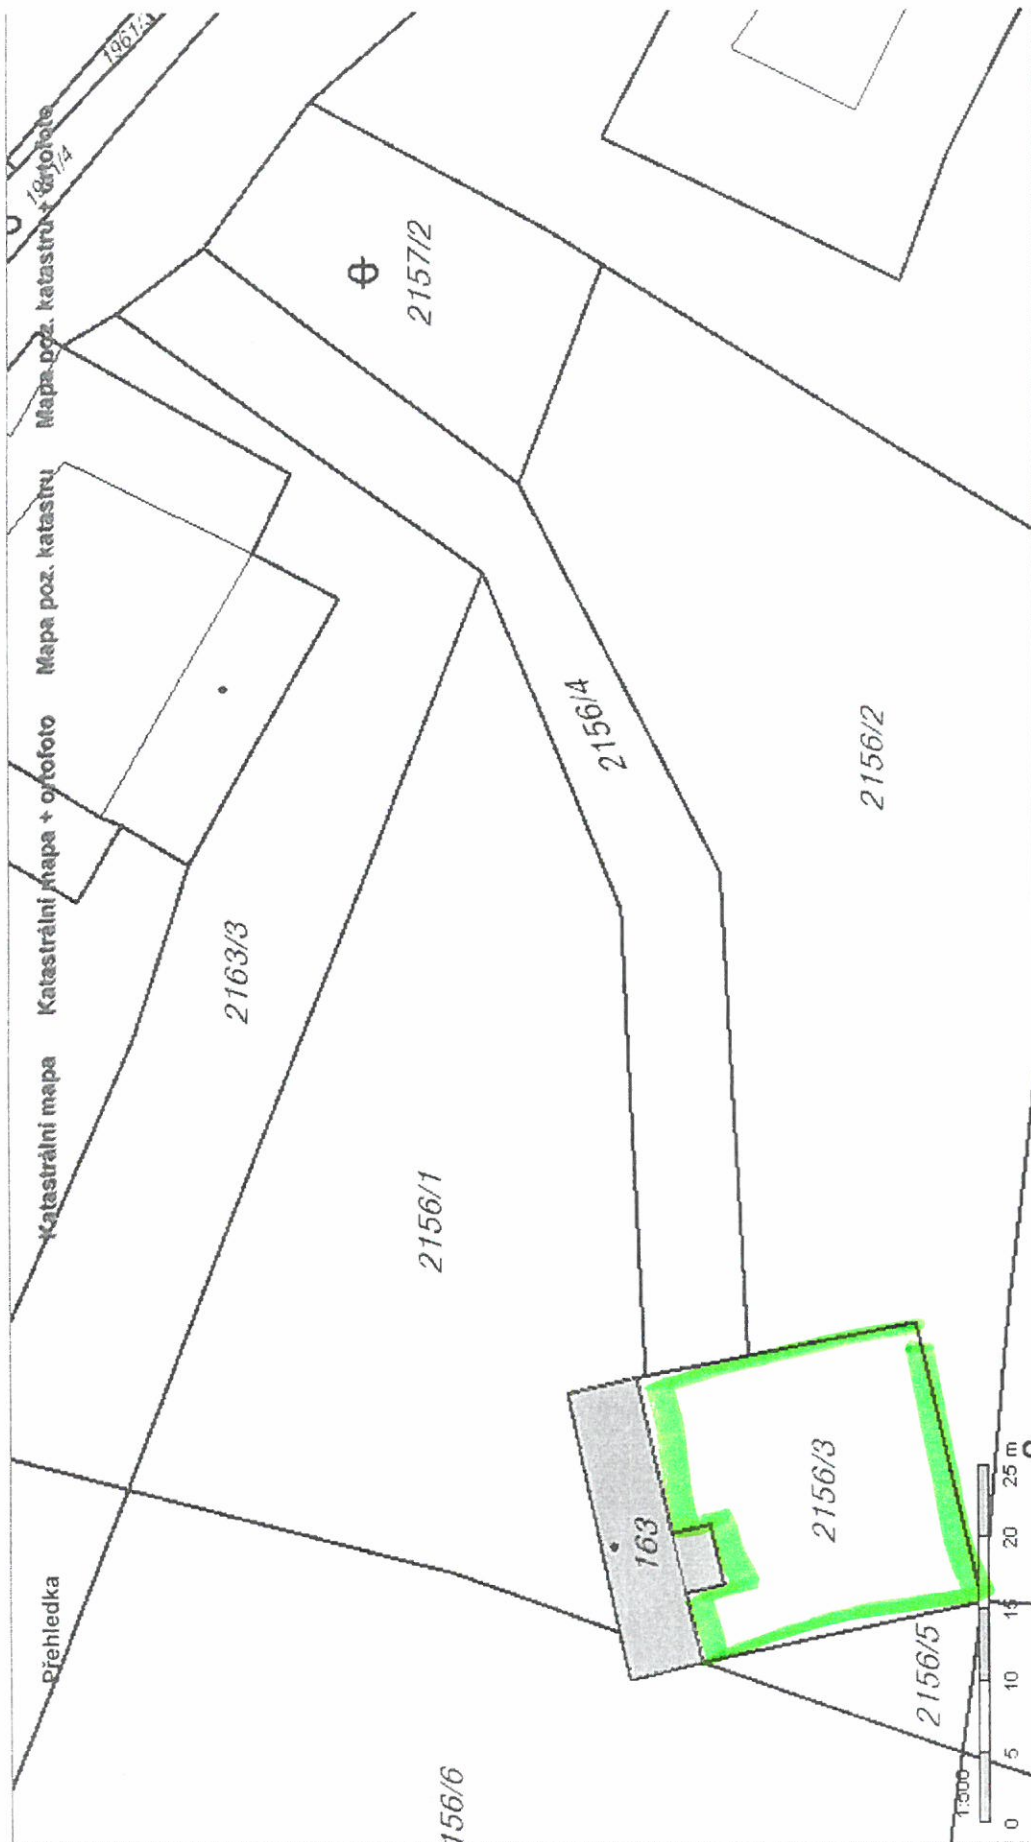 Přehledka
Katastrální mapa
Katastrální mapa + ortofoto
Mapa poz. katastru
Mapa poz. katastru + ortofoto
1961/
2157/2
2163/3
2156/4
2156/2
2156/1
163
2156/3
2156/5
156/6
1:500
0 5 10 15 20 25 m